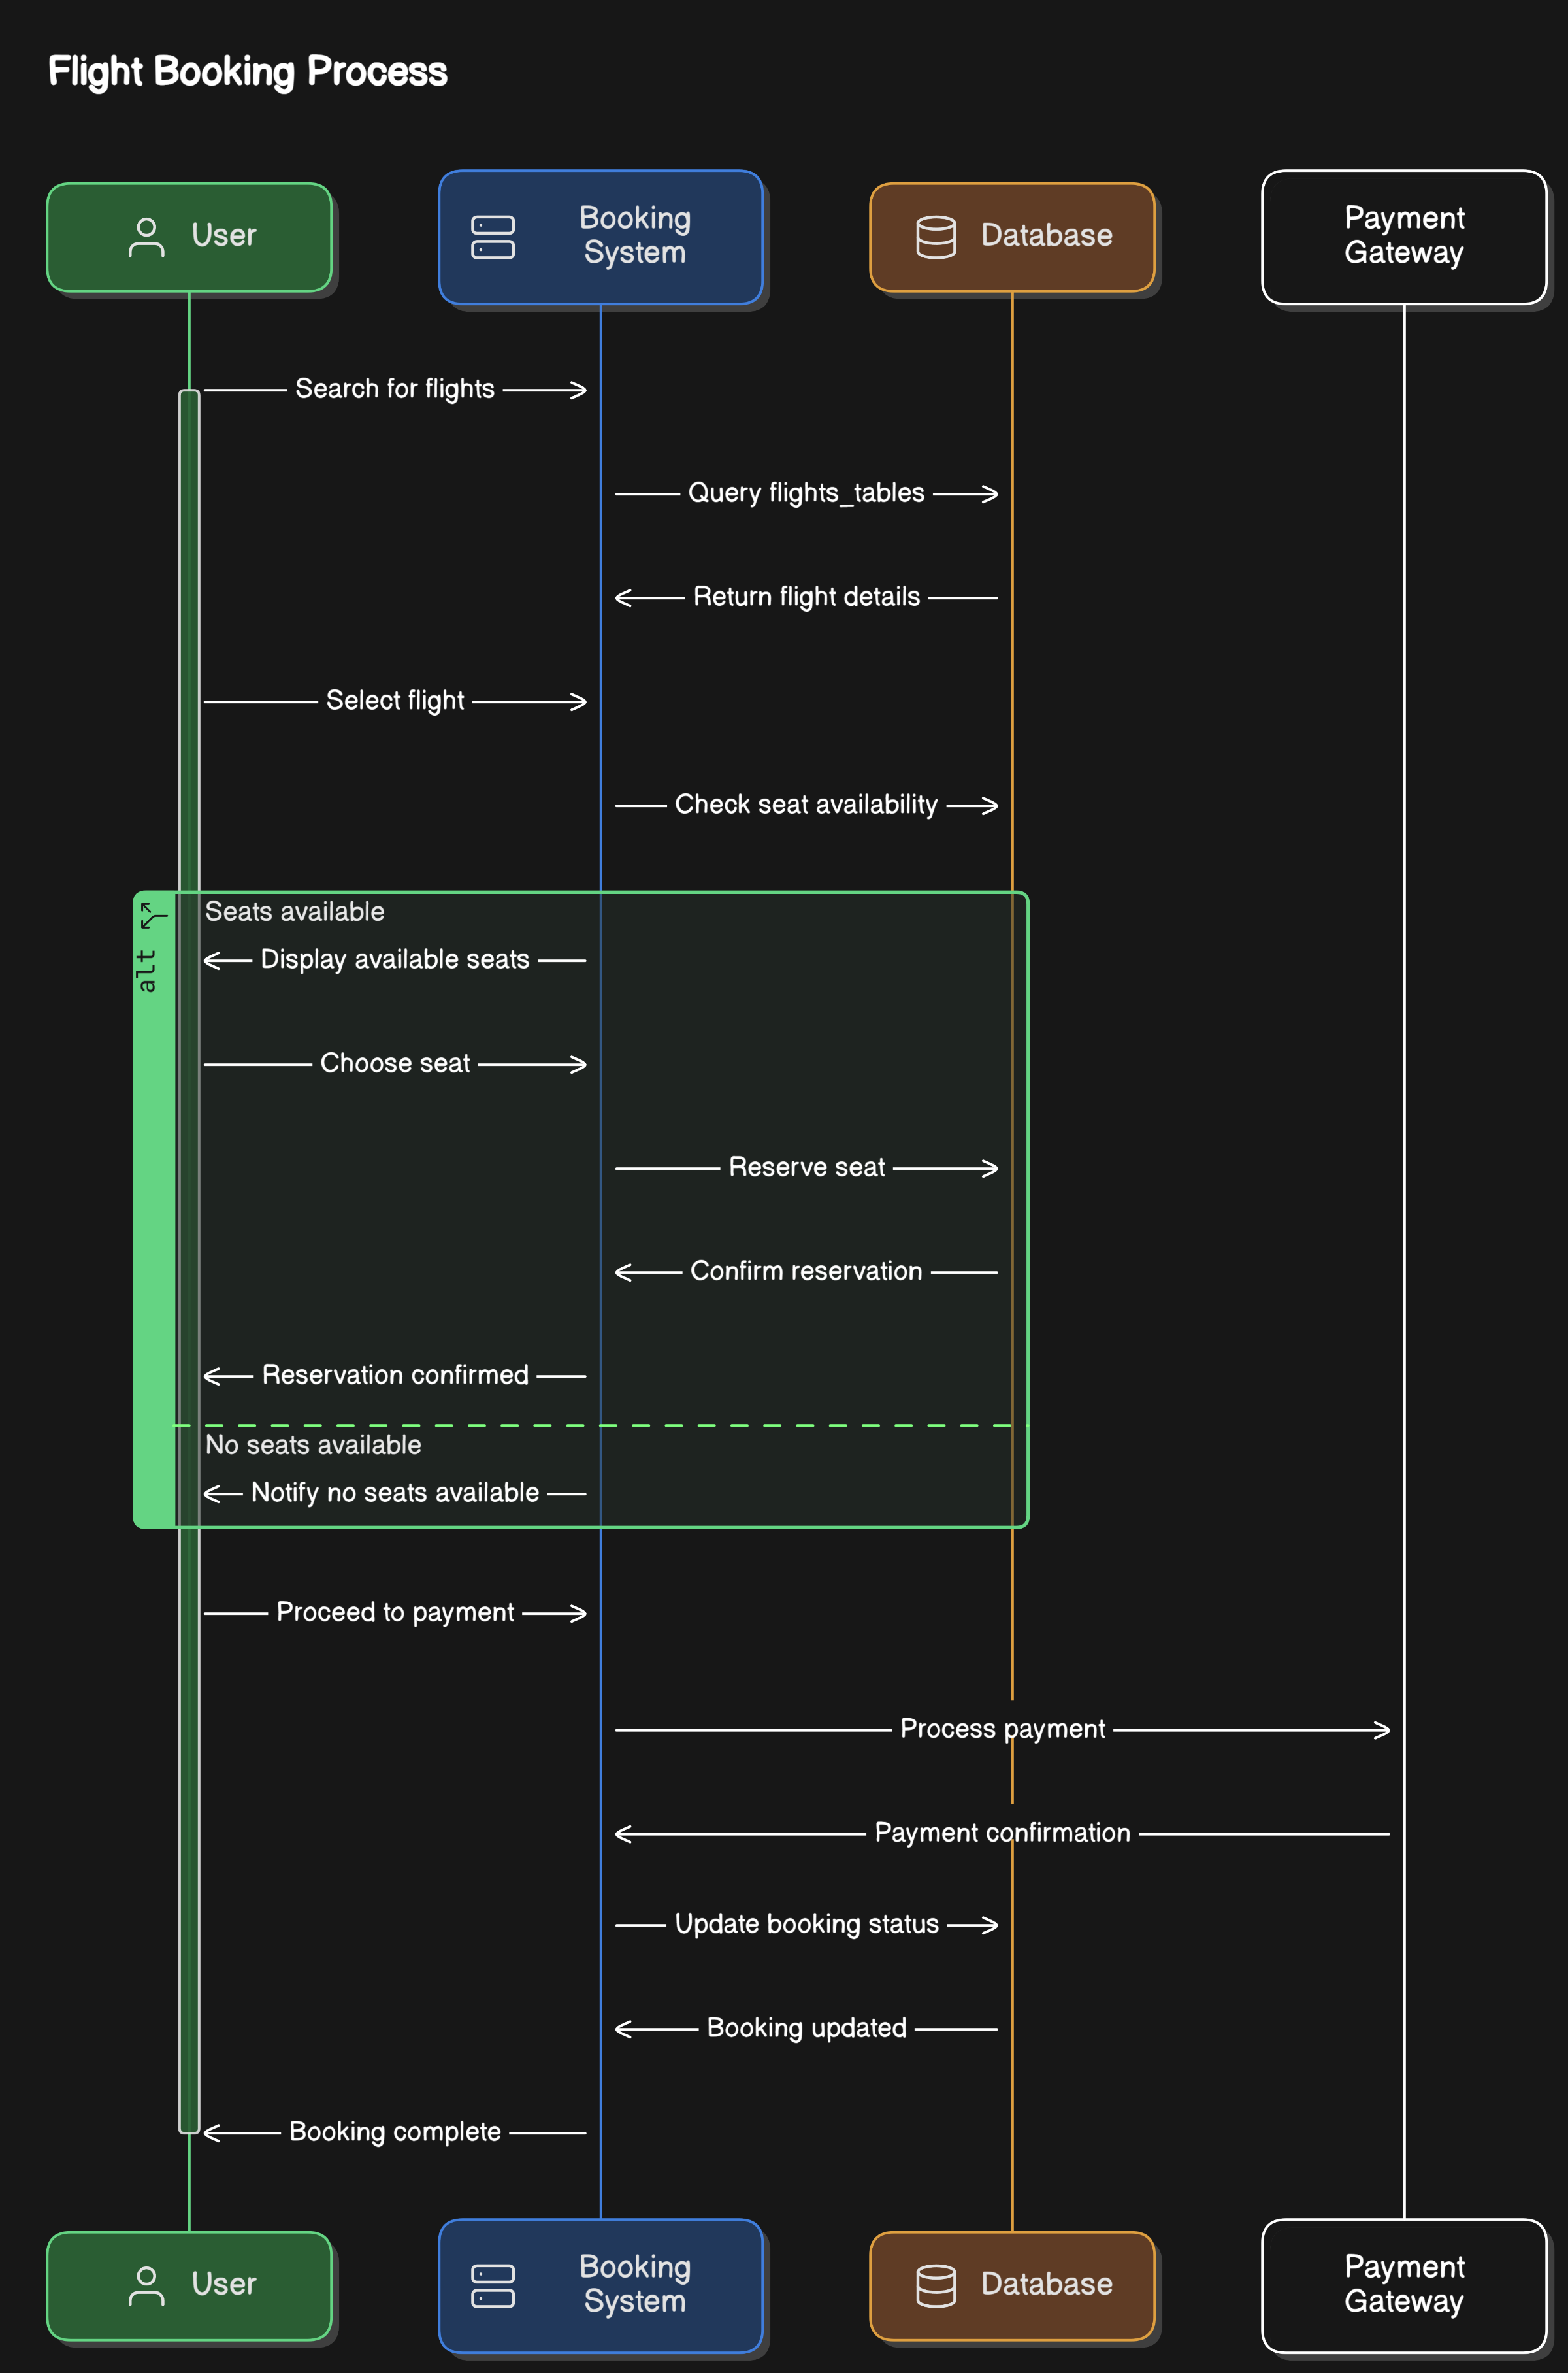 Flight Booking Process
User
Booking
System
Database
Payment
Gateway
Search for flights
Query flights_tables
Return flight details
Select flight
Check seat availability
alt
Seats available
Display available seats
Choose seat
Reserve seat
Confirm reservation
Reservation confirmed
No seats available
Notify no seats available
Proceed to payment
Process payment
Payment confirmation
Update booking status
Booking updated
Booking complete
User
Booking
System
Database
Payment
Gateway